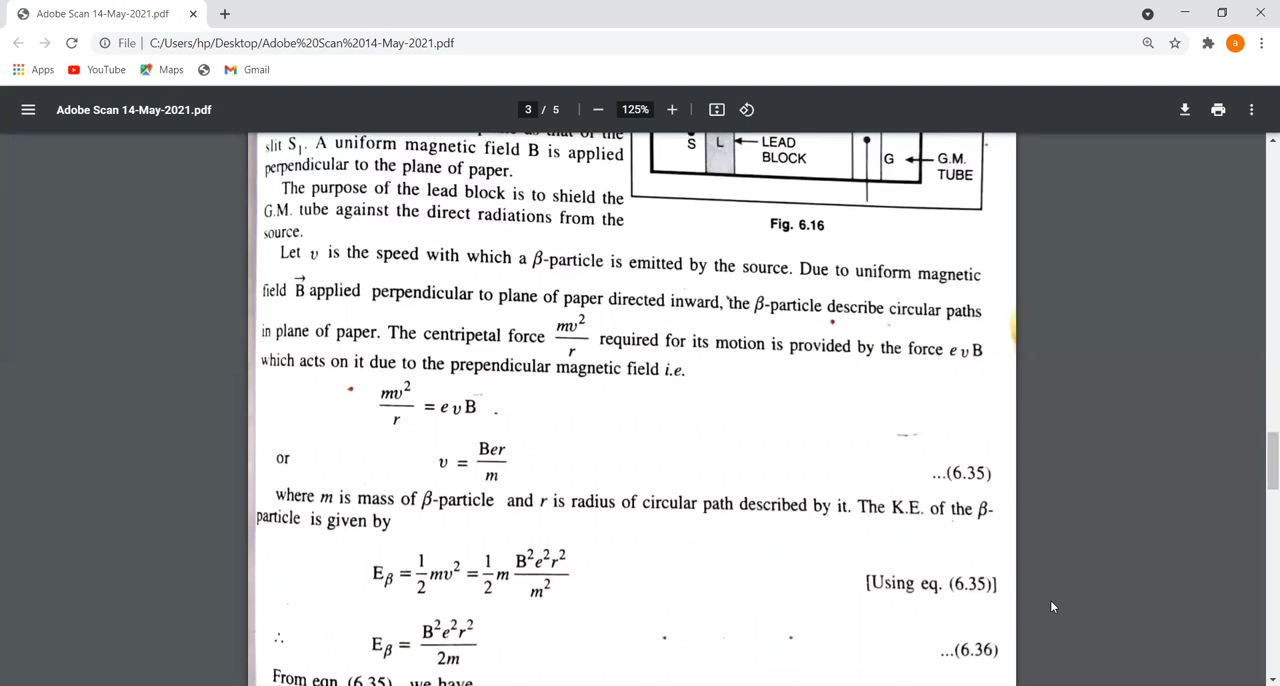 Adobe Scan 14-May-2021.pdf
File | C:/Users/hp/Desktop/Adobe%20Scan%2014-May-2021.pdf
a
Apps YouTube Maps Gmail
Adobe Scan 14-May-2021.pdf
3 / 5
125%
as that of the
slit S₁. A uniform magnetic field B is applied
perpendicular to the plane of paper.
The purpose of the lead block is to shield the
G.M. tube against the direct radiations from the
source.
S L LEAD
BLOCK
G G.M.
TUBE
Fig. 6.16
Let υ is the speed with which a β-particle is emitted by the source. Due to uniform magnetic
field B⃗ applied perpendicular to plane of paper directed inward, the β-particle describe circular paths
in plane of paper. The centripetal force mυ²/r required for its motion is provided by the force e υ B
which acts on it due to the prependicular magnetic field i.e.
mυ²/r = e υ B .
or υ = Ber/m ...(6.35)
where m is mass of β-particle and r is radius of circular path described by it. The K.E. of the β-
particle is given by
E_β = 1/2 mυ² = 1/2 m B²e²r²/m² [Using eq. (6.35)]
∴ E_β = B²e²r²/2m ...(6.36)
From eqn. (6.35), we have